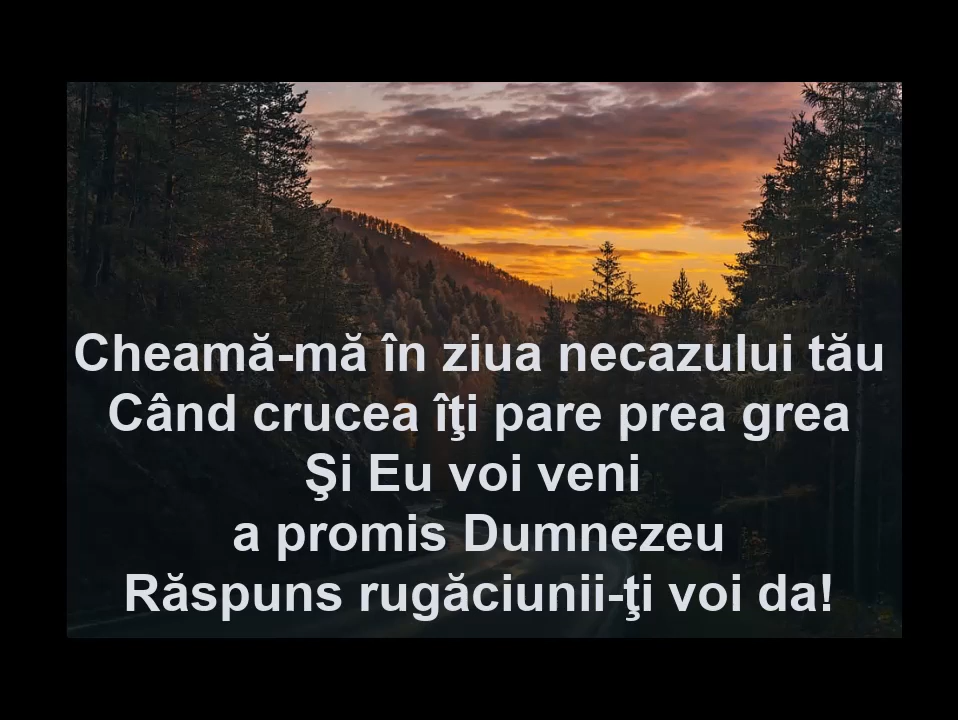 Cheamă-mă în ziua necazului tău
Când crucea îţi pare prea grea
Şi Eu voi veni
a promis Dumnezeu
Răspuns rugăciunii-ţi voi da!